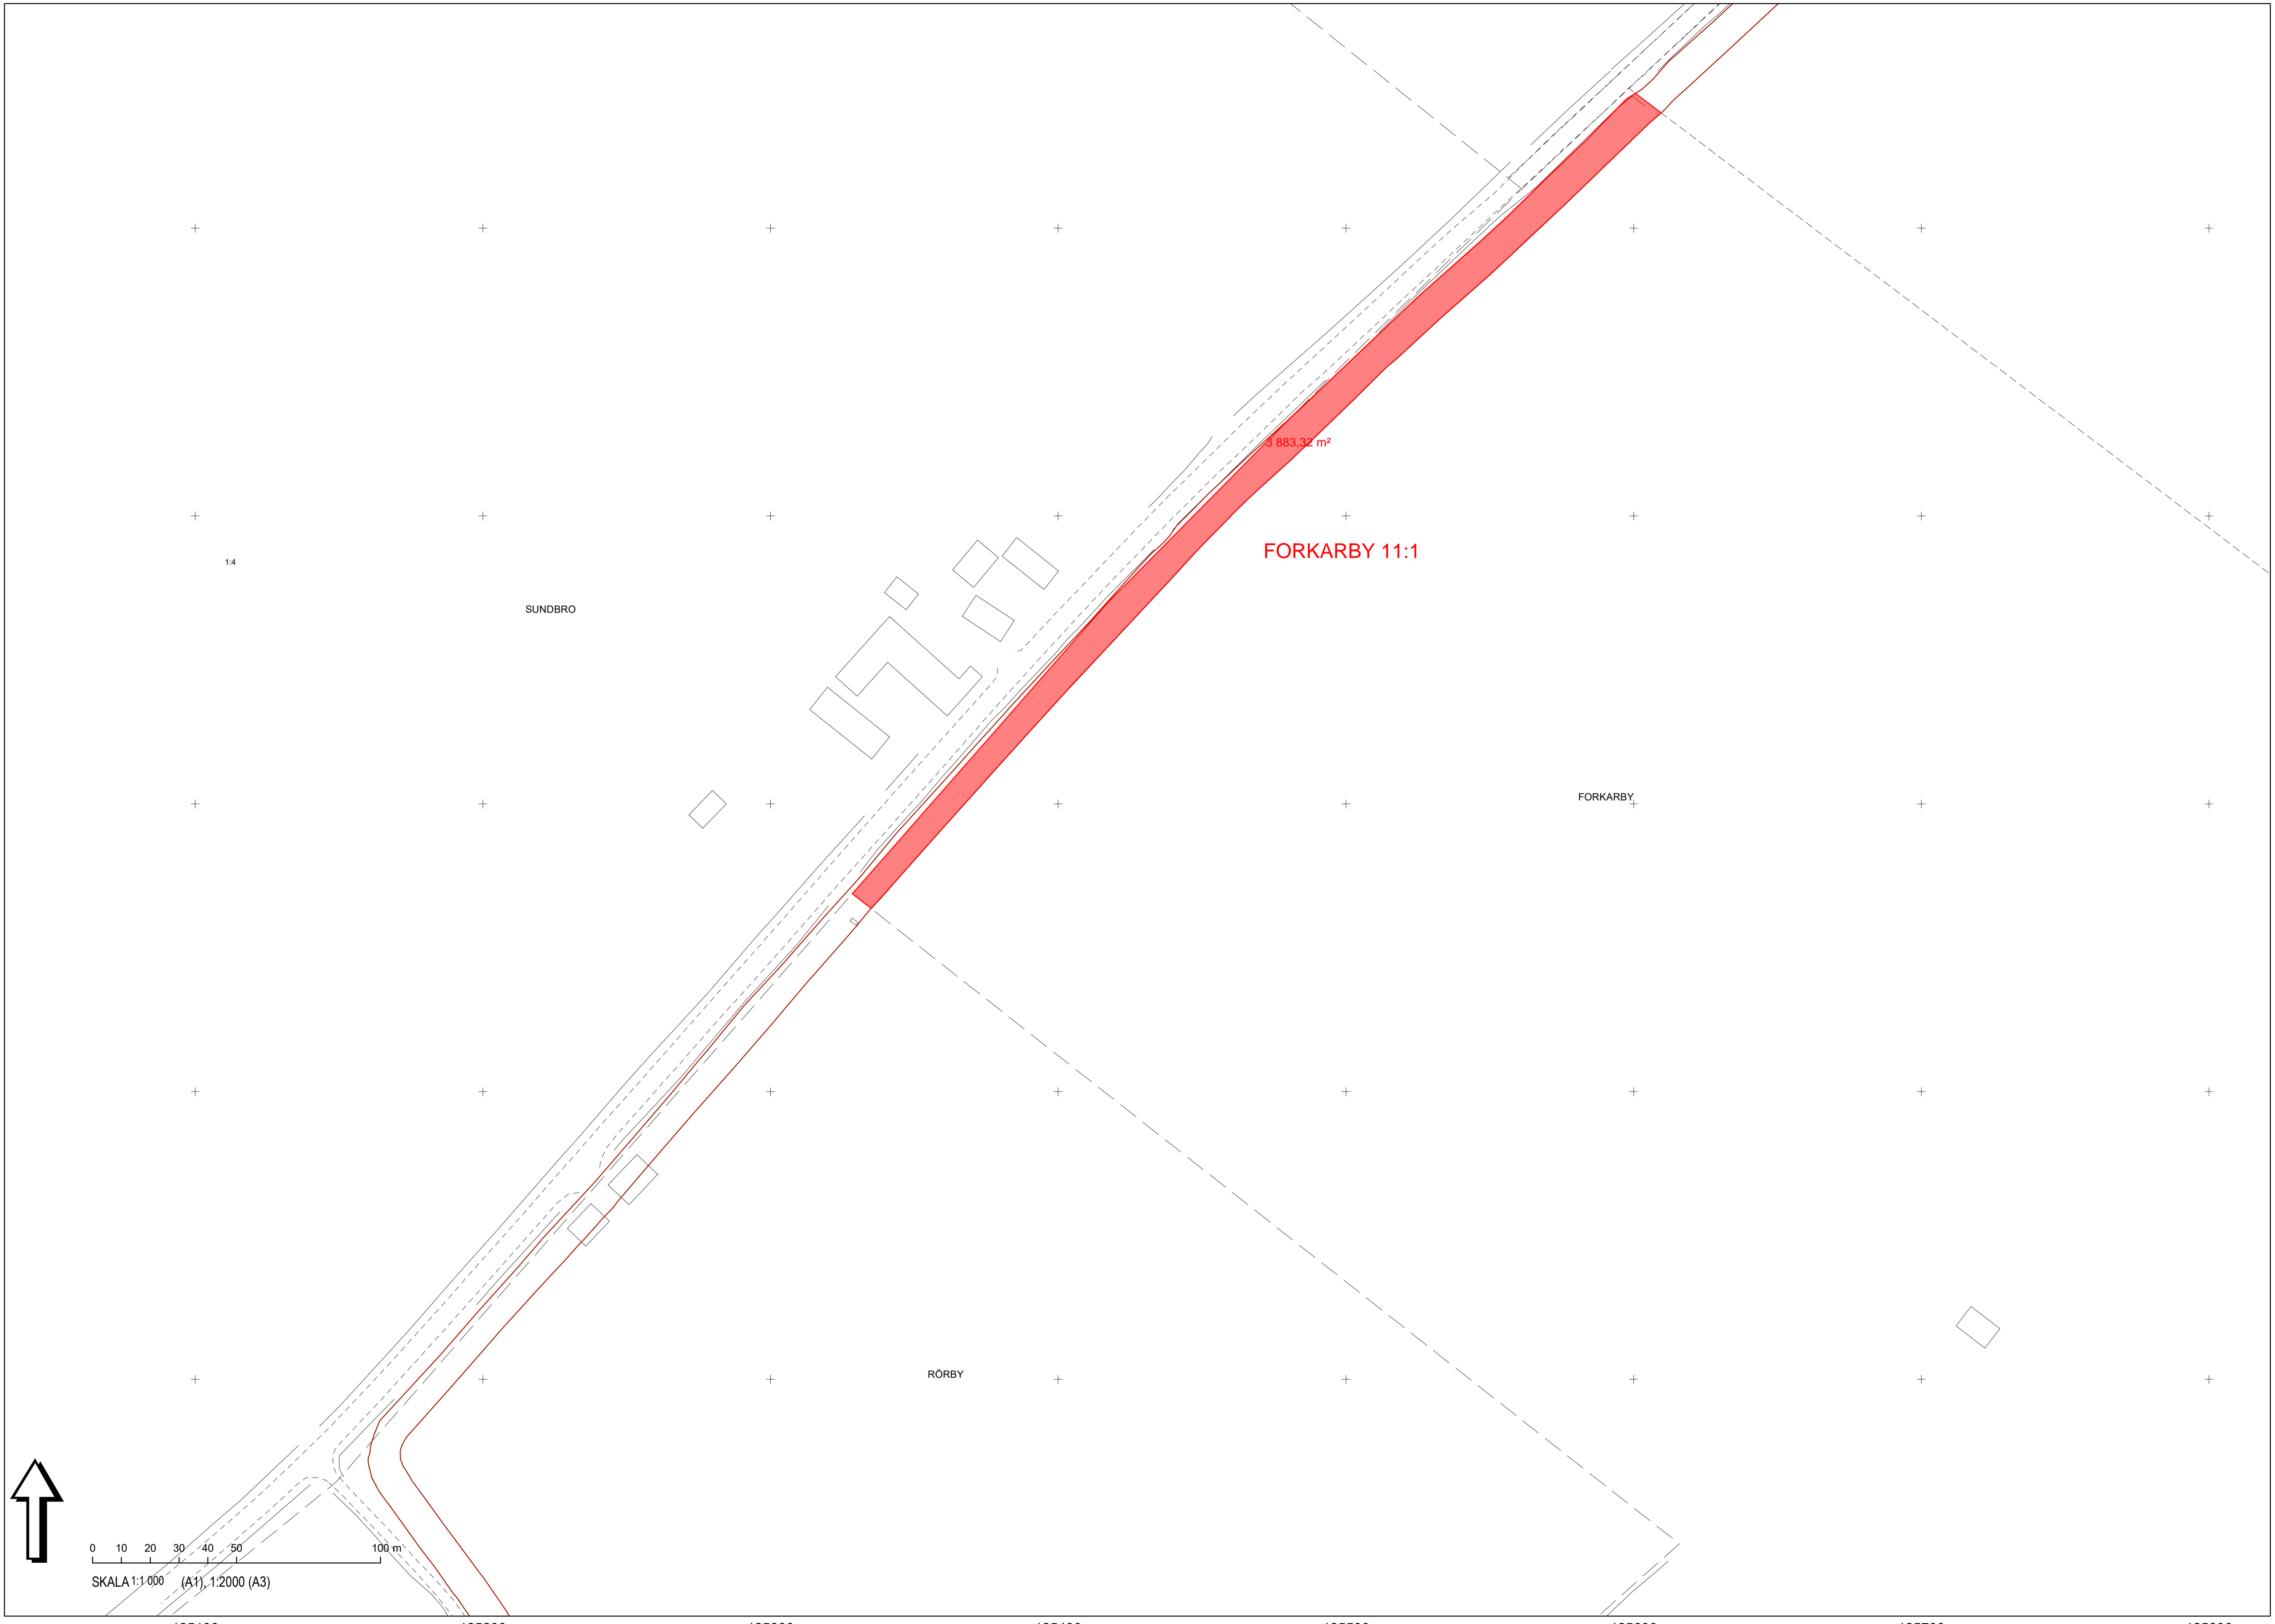 3 883,32 m²
FORKARBY 11:1
1:4
SUNDBRO
FORKARBY
RÖRBY
0 10 20 30 40 50 100 m
SKALA 1:1 000 (A1), 1:2000 (A3)